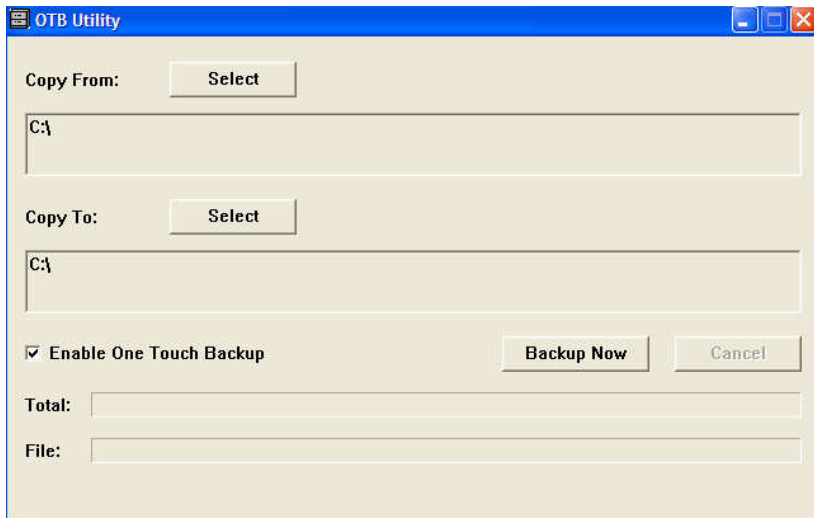 OTB Utility
Copy From: Select
C:\
Copy To: Select
C:\
Enable One Touch Backup Backup Now Cancel
Total:
File: